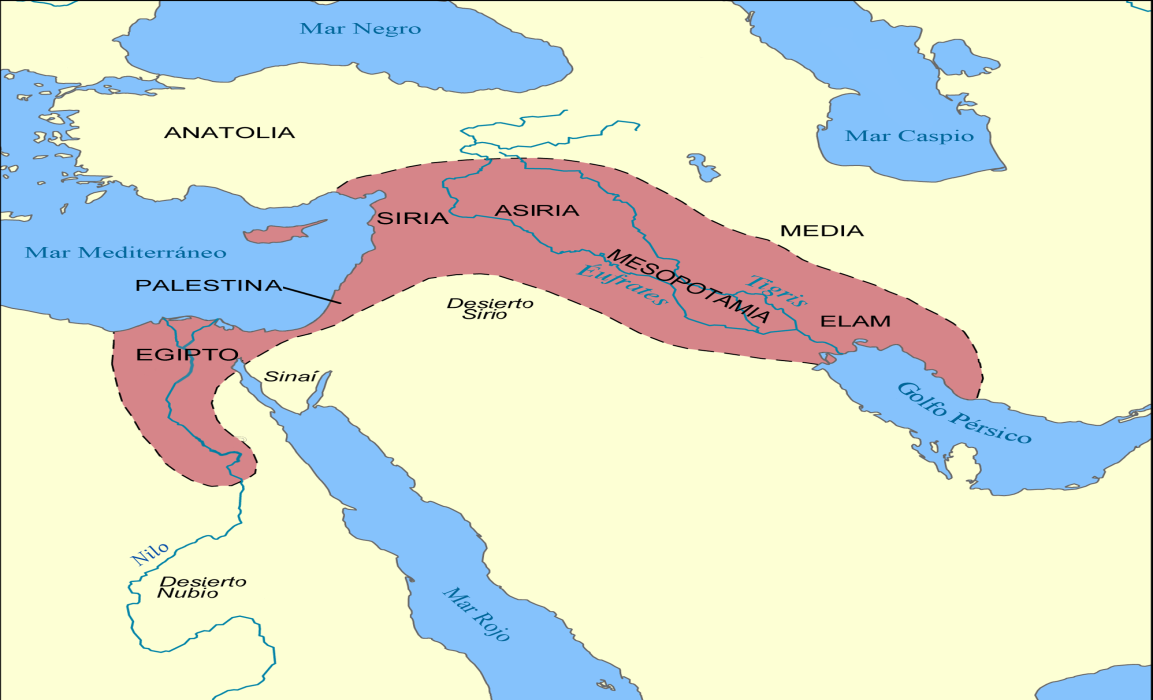 Mar Negro
ANATOLIA
Mar Caspio
SIRIA
ASIRIA
MEDIA
Mar Mediterráneo
MESOPOTAMIA
Éufrates
Tigris
PALESTINA
Desierto
Sirio
ELAM
EGIPTO
Sinaí
Golfo Pérsico
Nilo
Desierto
Nubio
Mar Rojo